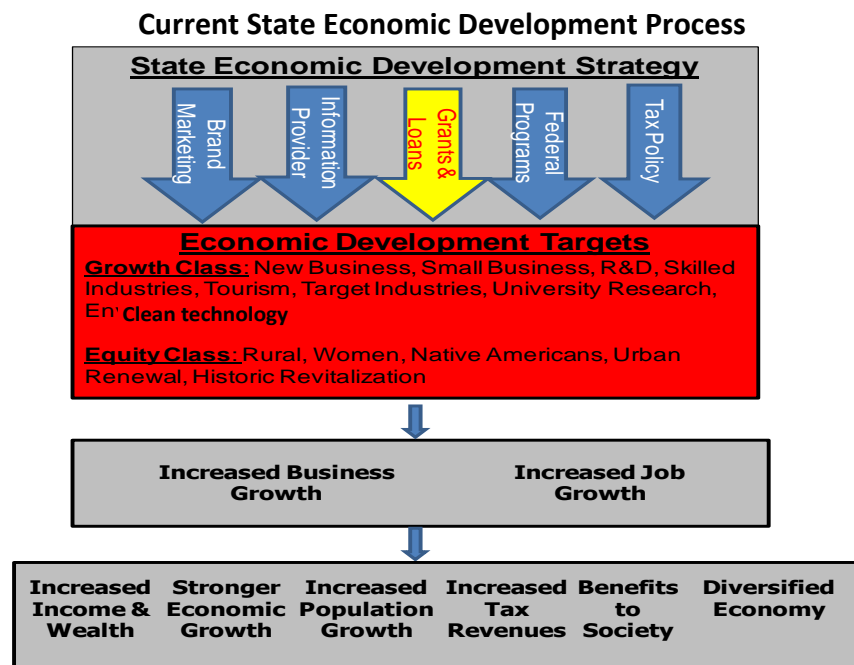 Current State Economic Development Process
State Economic Development Strategy
Brand
Marketing
Information
Provider
Grants &
Loans
Federal
Programs
Tax Policy
Economic Development Targets
Growth Class: New Business, Small Business, R&D, Skilled
Industries, Tourism, Target Industries, University Research,
Clean technology
Equity Class: Rural, Women, Native Americans, Urban
Renewal, Historic Revitalization
Increased Business
Growth
Increased Job
Growth
Increased
Income &
Wealth
Stronger
Economic
Growth
Increased
Population
Growth
Increased
Tax
Revenues
Benefits
to
Society
Diversified
Economy